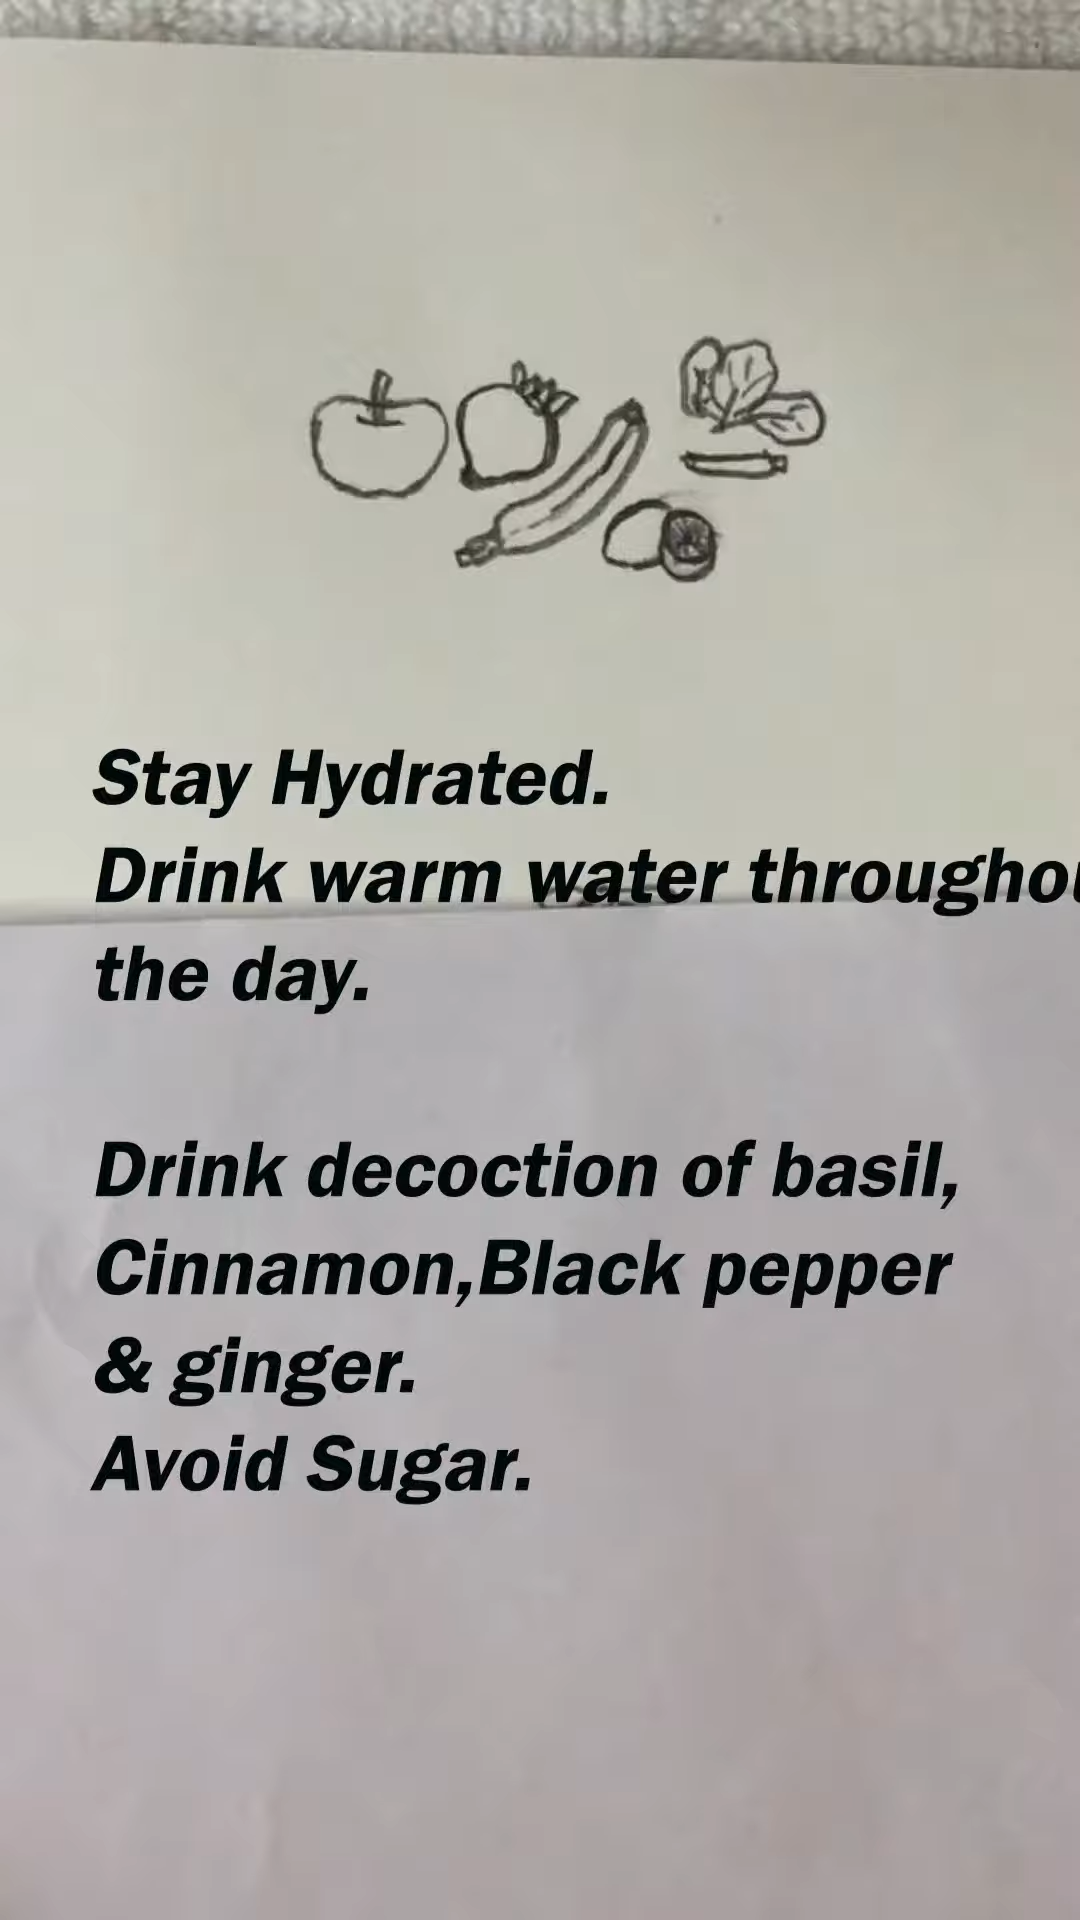 Stay Hydrated.
Drink warm water throughou
the day.
Drink decoction of basil,
Cinnamon,Black pepper
& ginger.
Avoid Sugar.